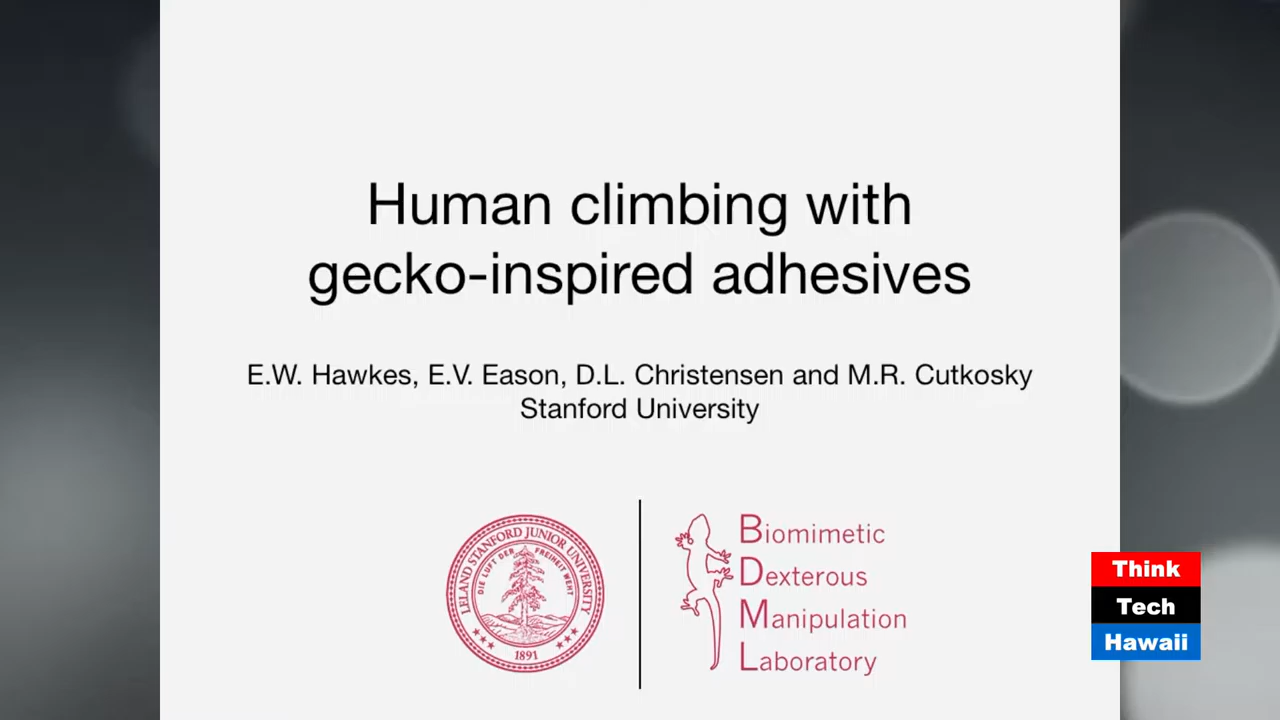 Human climbing with
gecko-inspired adhesives
E.W. Hawkes, E.V. Eason, D.L. Christensen and M.R. Cutkosky
Stanford University
LELAND STANFORD JUNIOR UNIVERSITY
DIE LUFT DER FREIHEIT WEHT
1891
Biomimetic
Dexterous
Manipulation
Laboratory
Think
Tech
Hawaii